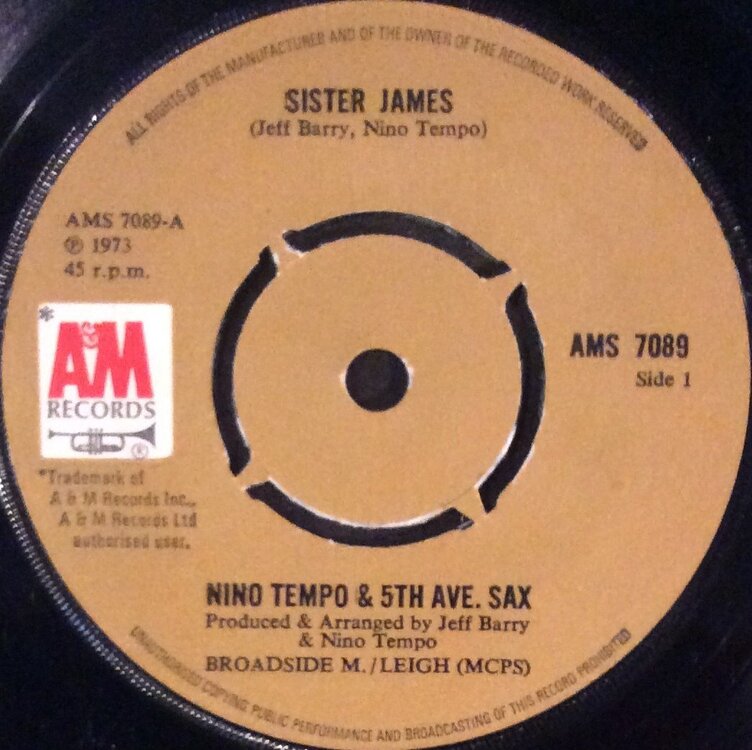 ALL RIGHTS OF THE MANUFACTURER AND OF THE OWNER OF THE RECORDED WORK RESERVED
SISTER JAMES
(Jeff Barry, Nino Tempo)
AMS 7089-A
℗ 1973
45 r.p.m.
*
A&M
RECORDS
®
AMS 7089
Side 1
*Trademark of
A & M Records Inc.,
A & M Records Ltd
authorised user.
NINO TEMPO & 5TH AVE. SAX
Produced & Arranged by Jeff Barry
& Nino Tempo
BROADSIDE M./LEIGH (MCPS)
UNAUTHORISED COPYING PUBLIC PERFORMANCE AND BROADCASTING OF THIS RECORD PROHIBITED